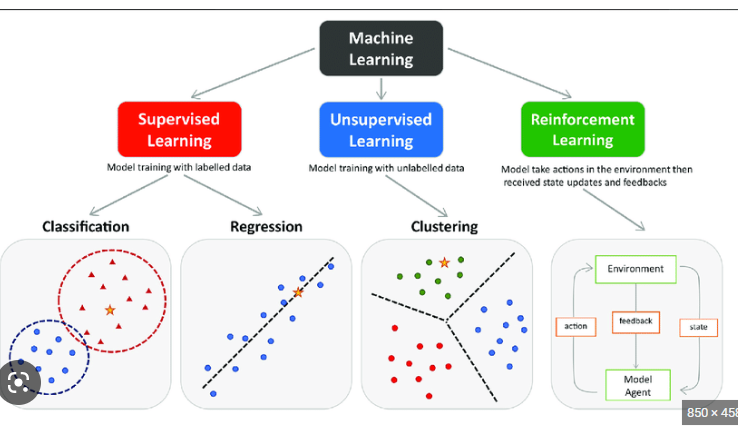 Machine
Learning
Supervised
Learning
Unsupervised
Learning
Reinforcement
Learning
Model training with labelled data
Model training with unlabelled data
Model take actions in the environment then
received state updates and feedbacks
Classification
Regression
Clustering
Environment
action
feedback
state
Model
Agent
850 × 458